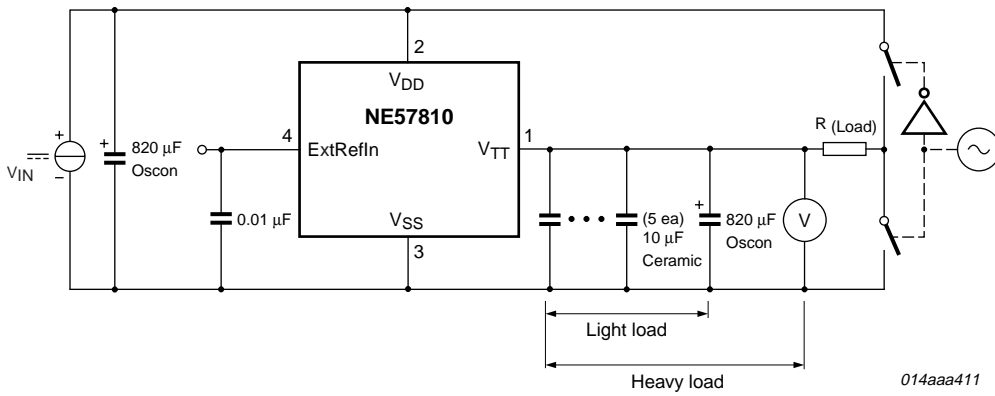 2
V_DD
NE57810
4
ExtRefIn
1
V_TT
V_SS
3
+
−
V_IN
+
820 μF
Oscon
0.01 μF
(5 ea)
10 μF
Ceramic
+
820 μF
Oscon
V
R (Load)
Light load
Heavy load
014aaa411